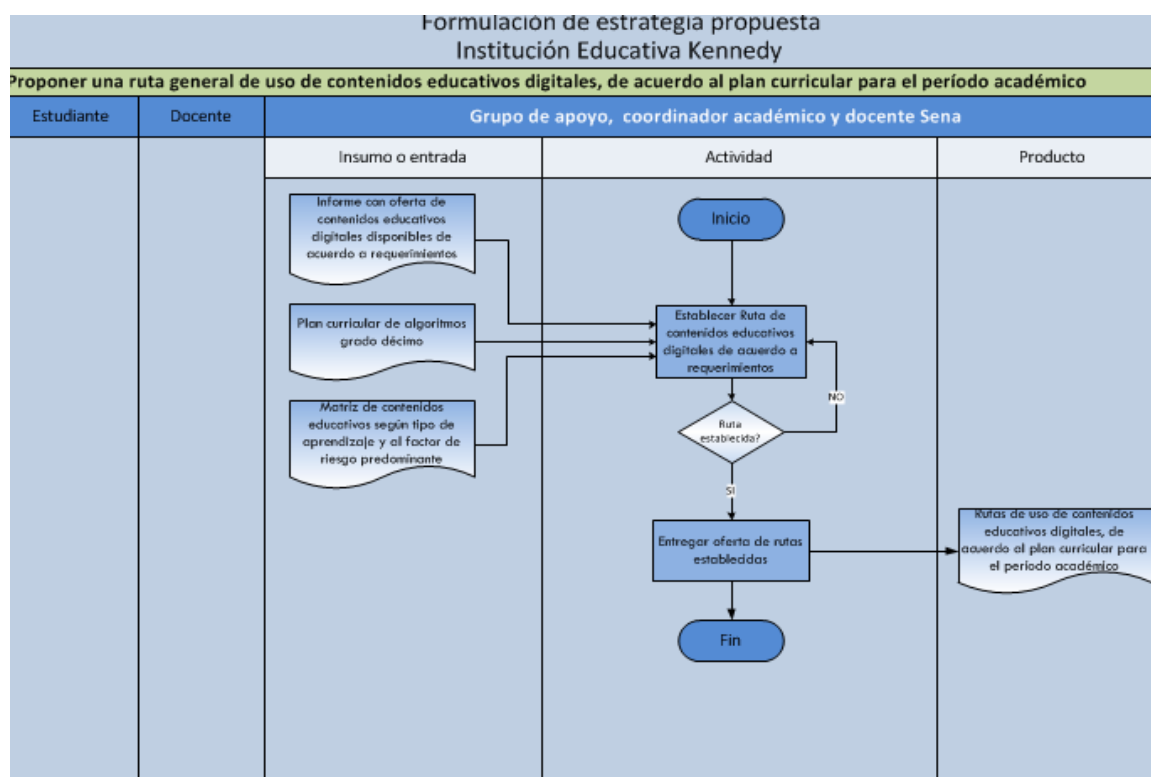 Formulación de estrategia propuesta
Institución Educativa Kennedy
Proponer una ruta general de uso de contenidos educativos digitales, de acuerdo al plan curricular para el período académico
Estudiante
Docente
Grupo de apoyo, coordinador académico y docente Sena
Insumo o entrada
Actividad
Producto
Informe con oferta de
contenidos educativos
digitales disponibles de
acuerdo a requerimientos
Inicio
Plan curricular de algoritmos
grado décimo
Establecer Ruta de
contenidos educativos
digitales de acuerdo a
requerimientos
NO
Matriz de contenidos
educativos según tipo de
aprendizaje y al factor de
riesgo predominante
Ruta
establecida?
SI
Entregar oferta de rutas
establecidas
Rutas de uso de contenidos
educativos digitales, de
acuerdo al plan curricular para
el período académico
Fin